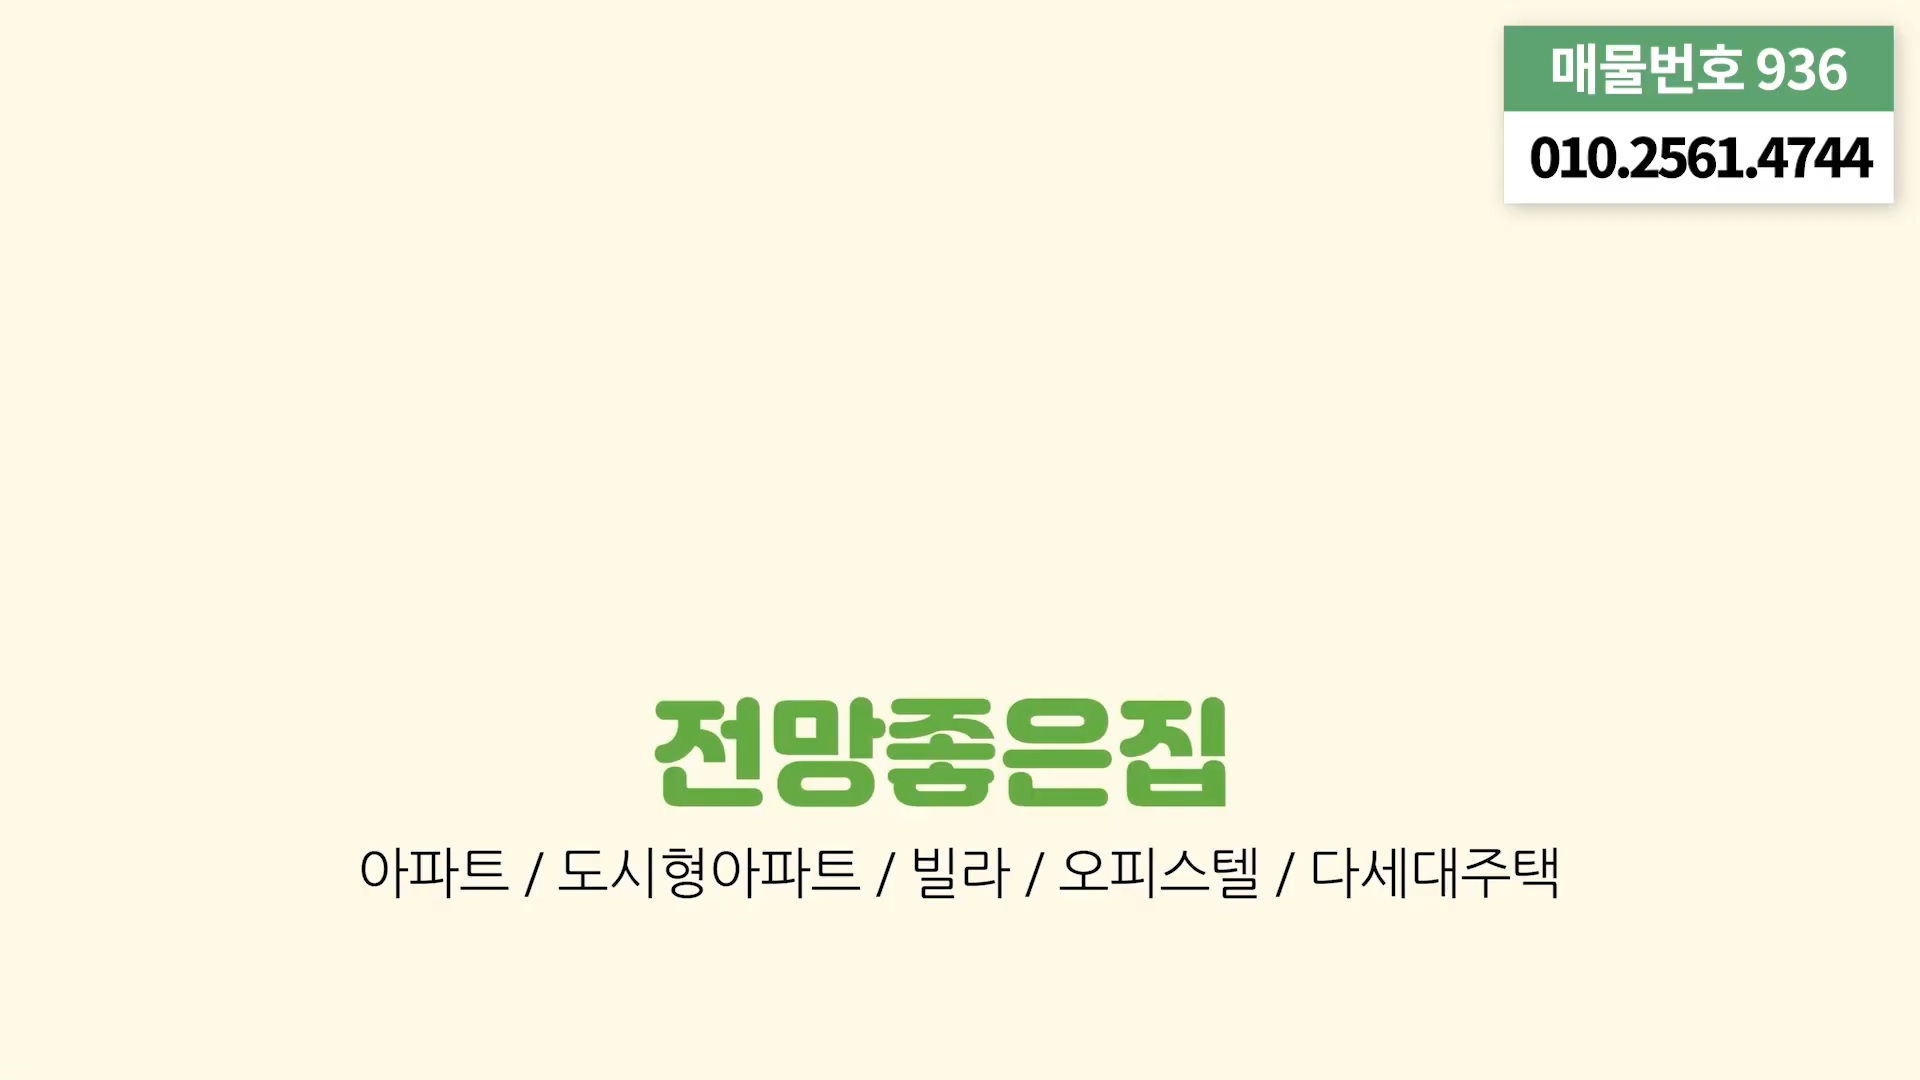 매물번호 936
010.2561.4744
전망좋은집
아파트 / 도시형아파트 / 빌라 / 오피스텔 / 다세대주택